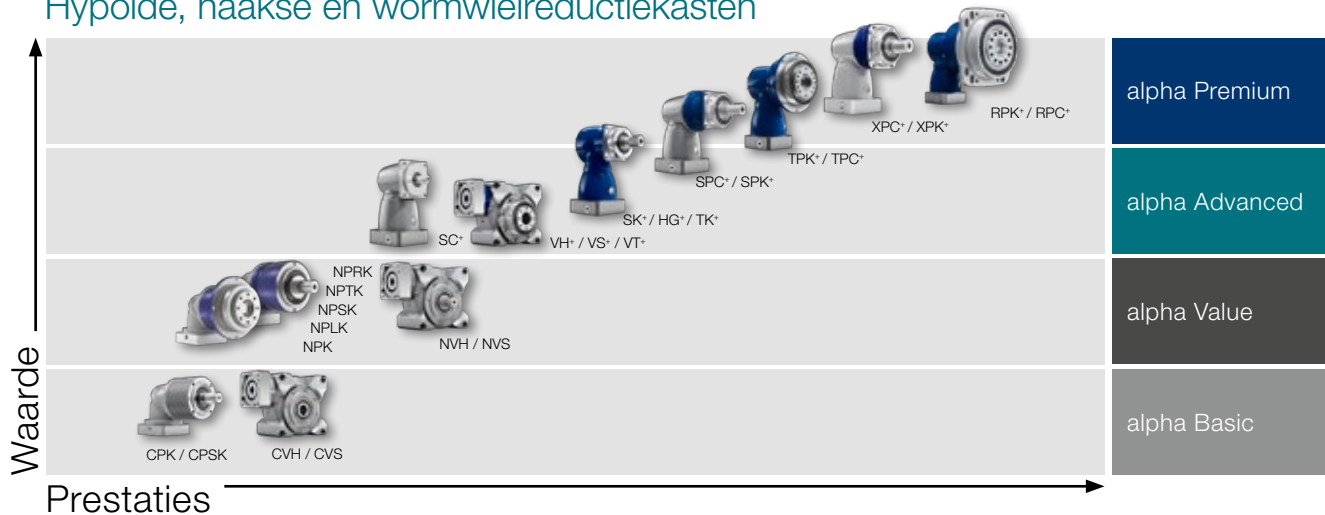 Hypoïde, haakse en wormwielreductiekasten
alpha Premium
RPK+ / RPC+
XPC+ / XPK+
TPK+ / TPC+
alpha Advanced
SPC+ / SPK+
SK+ / HG+ / TK+
SC+
VH+ / VS+ / VT+
NPRK
NPTK
NPSK
NPLK
NPK
NVH / NVS
alpha Value
Waarde
CPK / CPSK
CVH / CVS
alpha Basic
Prestaties